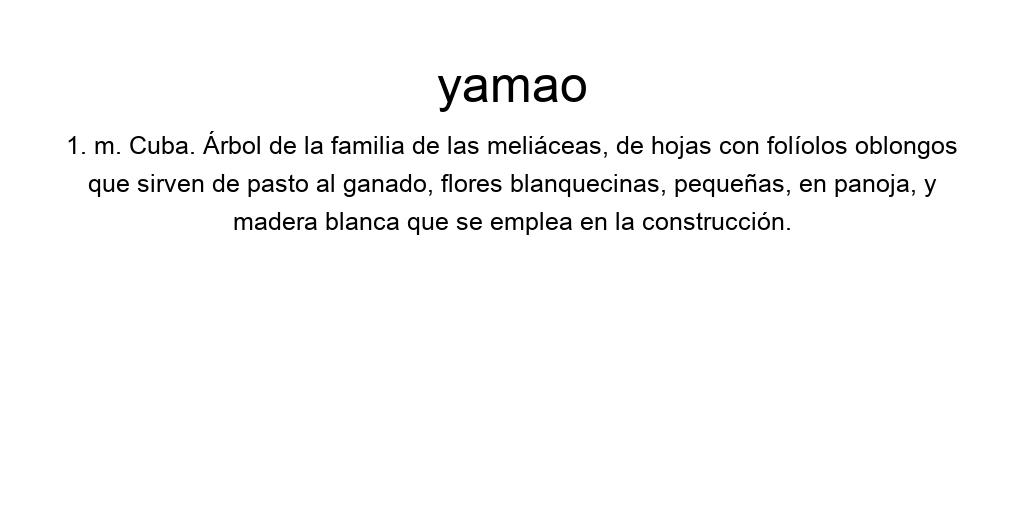 yamao
1. m. Cuba. Árbol de la familia de las meliáceas, de hojas con folíolos oblongos
que sirven de pasto al ganado, flores blanquecinas, pequeñas, en panoja, y
madera blanca que se emplea en la construcción.